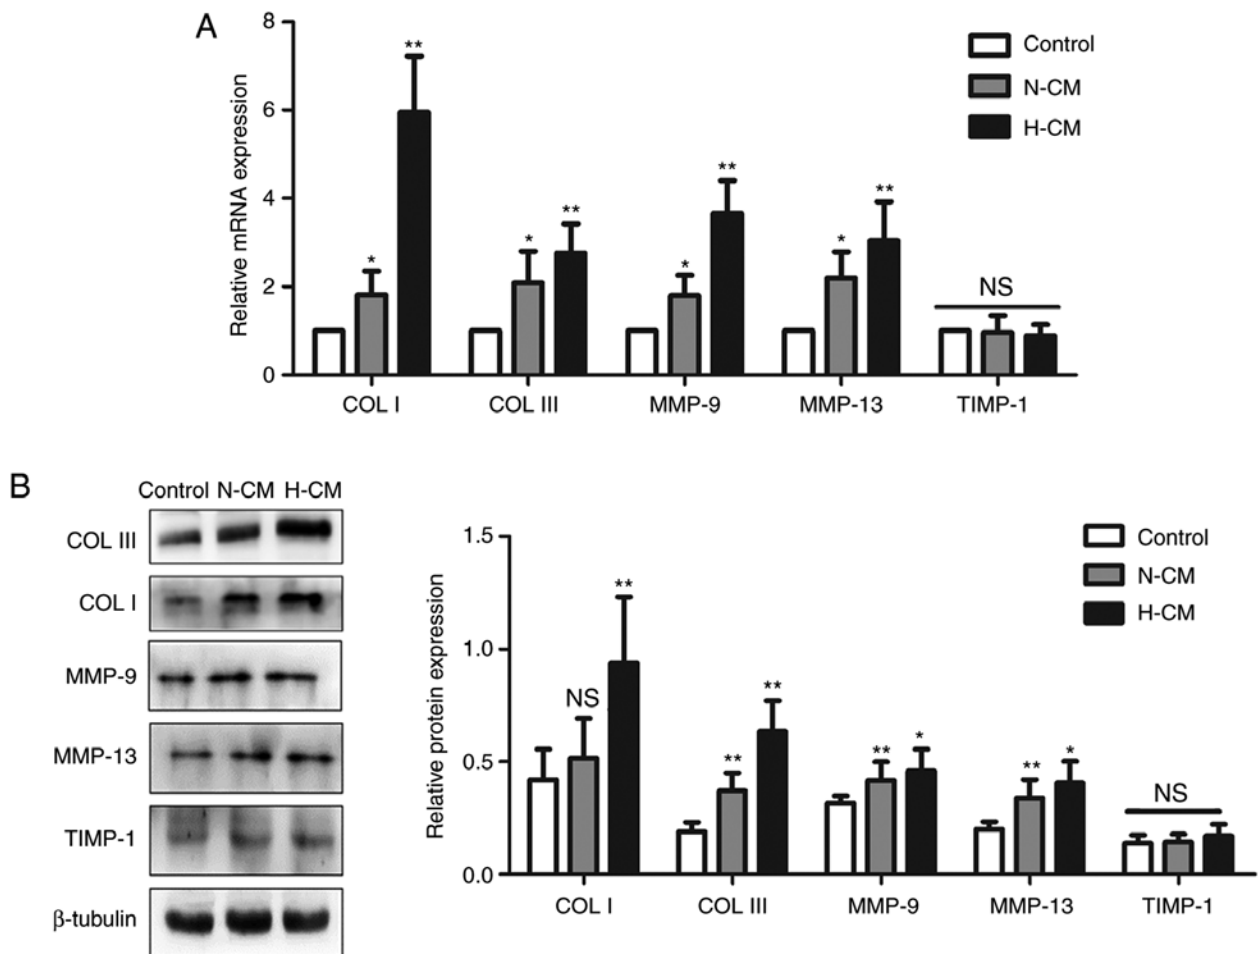 A
8
6
4
2
0
Relative mRNA expression
Control
N-CM
H-CM
*
**
*
**
*
**
*
**
NS
COL I
COL III
MMP-9
MMP-13
TIMP-1
B
Control N-CM H-CM
COL III
COL I
MMP-9
MMP-13
TIMP-1
β-tubulin
1.5
1.0
0.5
0.0
Relative protein expression
Control
N-CM
H-CM
NS
**
**
**
**
*
**
*
NS
COL I
COL III
MMP-9
MMP-13
TIMP-1